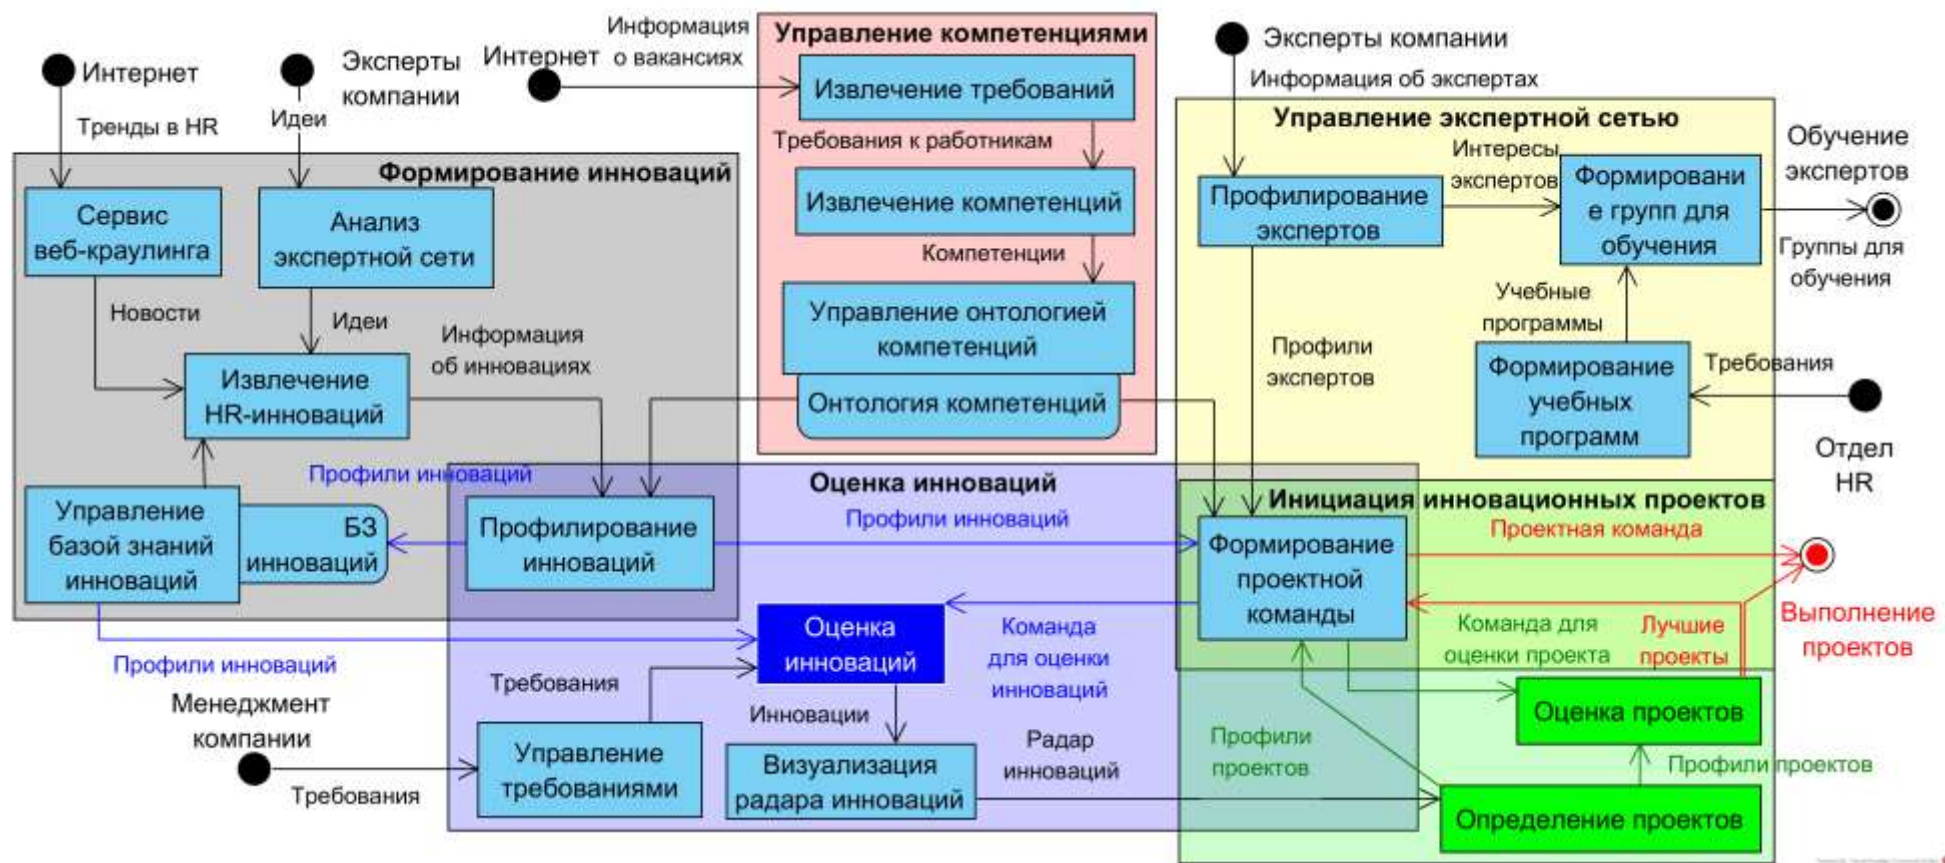 Интернет
Тренды в HR
Эксперты
компании
Идеи
Интернет
Информация
о вакансиях
Управление компетенциями
Извлечение требований
Требования к работникам
Извлечение компетенций
Компетенции
Управление онтологией
компетенций
Онтология компетенций
Эксперты компании
Информация об экспертах
Управление экспертной сетью
Профилирование
экспертов
Интересы
экспертов
Формировани
е групп для
обучения
Обучение
экспертов
Группы для
обучения
Учебные
программы
Формирование
учебных
программ
Требования
Отдел
HR
Профили
экспертов
Формирование инноваций
Сервис
веб-краулинга
Анализ
экспертной сети
Новости
Идеи
Извлечение
HR-инноваций
Информация
об инновациях
Профили инноваций
Управление
базой знаний
инноваций
БЗ
инноваций
Оценка инноваций
Профилирование
инноваций
Профили инноваций
Инициация инновационных проектов
Формирование
проектной
команды
Проектная команда
Выполнение
проектов
Оценка
инноваций
Команда
для оценки
инноваций
Команда для
оценки проекта
Лучшие
проекты
Профили инноваций
Менеджмент
компании
Требования
Требования
Управление
требованиями
Инновации
Визуализация
радара инноваций
Радар
инноваций
Профили
проектов
Оценка проектов
Профили проектов
Определение проектов